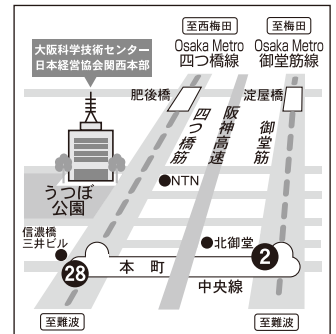 至西梅田
至梅田
大阪科学技術センター
日本経営協会関西本部
Osaka Metro
四つ橋線
Osaka Metro
御堂筋線
肥後橋
淀屋橋
四つ橋筋
阪神高速
御堂筋
うつぼ
公園
NTN
信濃橋
三井ビル
北御堂
28
本町
2
中央線
至難波
至難波